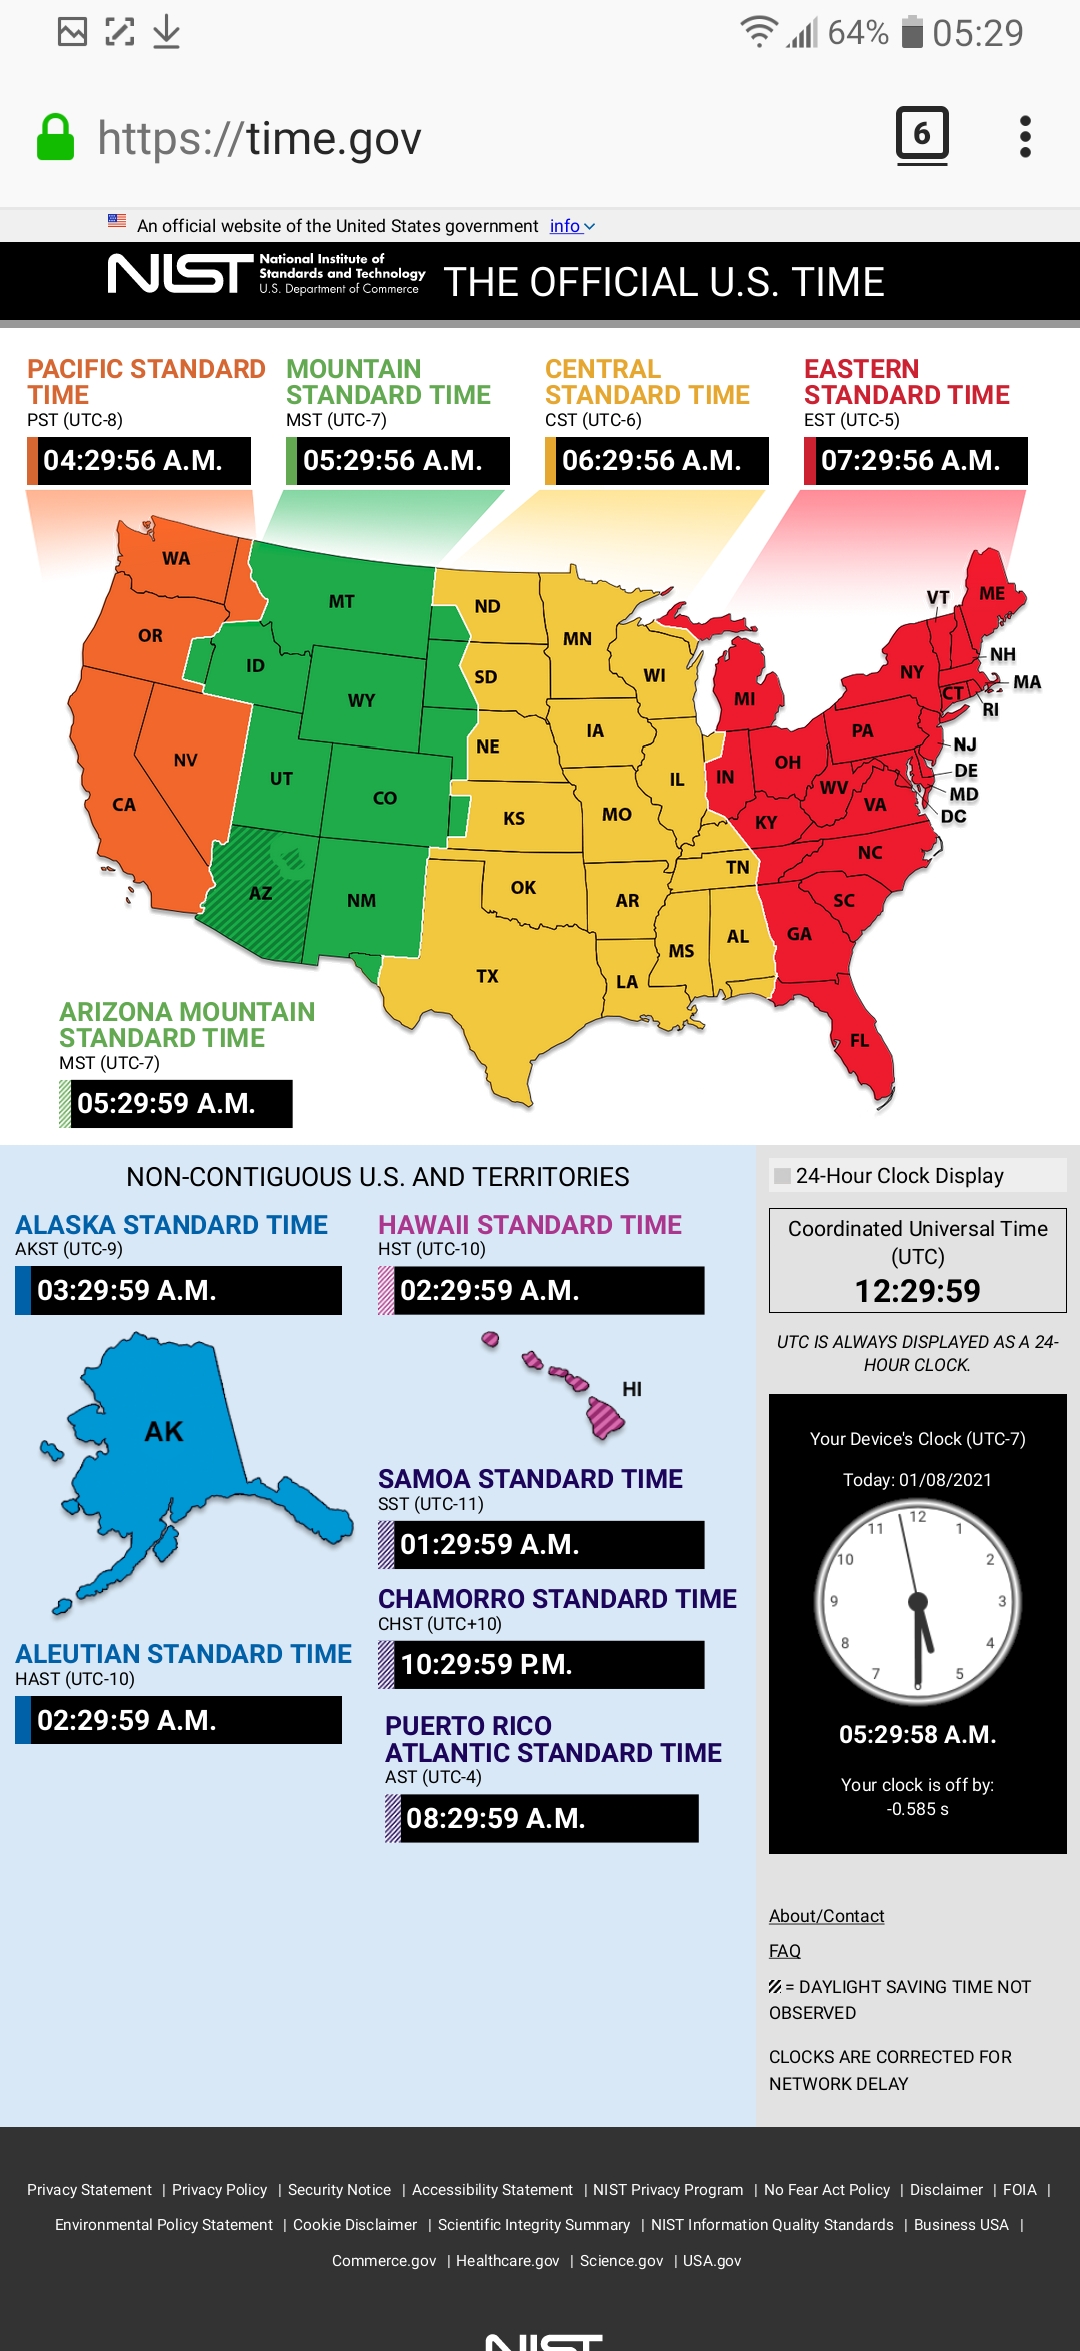 64% 05:29
https://time.gov 6
An official website of the United States government info
NIST National Institute of
Standards and Technology
U.S. Department of Commerce
THE OFFICIAL U.S. TIME
PACIFIC STANDARD
TIME
PST (UTC-8)
04:29:56 A.M.
MOUNTAIN
STANDARD TIME
MST (UTC-7)
05:29:56 A.M.
CENTRAL
STANDARD TIME
CST (UTC-6)
06:29:56 A.M.
EASTERN
STANDARD TIME
EST (UTC-5)
07:29:56 A.M.
WA
OR
CA
NV
MT
ID
WY
UT
CO
AZ
NM
ND
SD
NE
KS
OK
TX
MN
IA
MO
AR
LA
WI
IL
MS
AL
TN
MI
IN
OH
KY
WV
VA
NC
SC
GA
FL
PA
NY
VT
ME
NH
MA
CT
RI
NJ
DE
MD
DC
ARIZONA MOUNTAIN
STANDARD TIME
MST (UTC-7)
05:29:59 A.M.
NON-CONTIGUOUS U.S. AND TERRITORIES
ALASKA STANDARD TIME
AKST (UTC-9)
03:29:59 A.M.
AK
ALEUTIAN STANDARD TIME
HAST (UTC-10)
02:29:59 A.M.
HAWAII STANDARD TIME
HST (UTC-10)
02:29:59 A.M.
HI
SAMOA STANDARD TIME
SST (UTC-11)
01:29:59 A.M.
CHAMORRO STANDARD TIME
CHST (UTC+10)
10:29:59 P.M.
PUERTO RICO
ATLANTIC STANDARD TIME
AST (UTC-4)
08:29:59 A.M.
24-Hour Clock Display
Coordinated Universal Time
(UTC)
12:29:59
UTC IS ALWAYS DISPLAYED AS A 24-
HOUR CLOCK.
Your Device's Clock (UTC-7)
Today: 01/08/2021
12
1
2
3
4
5
6
7
8
9
10
11
05:29:58 A.M.
Your clock is off by:
-0.585 s
About/Contact
FAQ
= DAYLIGHT SAVING TIME NOT
OBSERVED
CLOCKS ARE CORRECTED FOR
NETWORK DELAY
Privacy Statement | Privacy Policy | Security Notice | Accessibility Statement | NIST Privacy Program | No Fear Act Policy | Disclaimer | FOIA |
Environmental Policy Statement | Cookie Disclaimer | Scientific Integrity Summary | NIST Information Quality Standards | Business USA |
Commerce.gov | Healthcare.gov | Science.gov | USA.gov
NIST